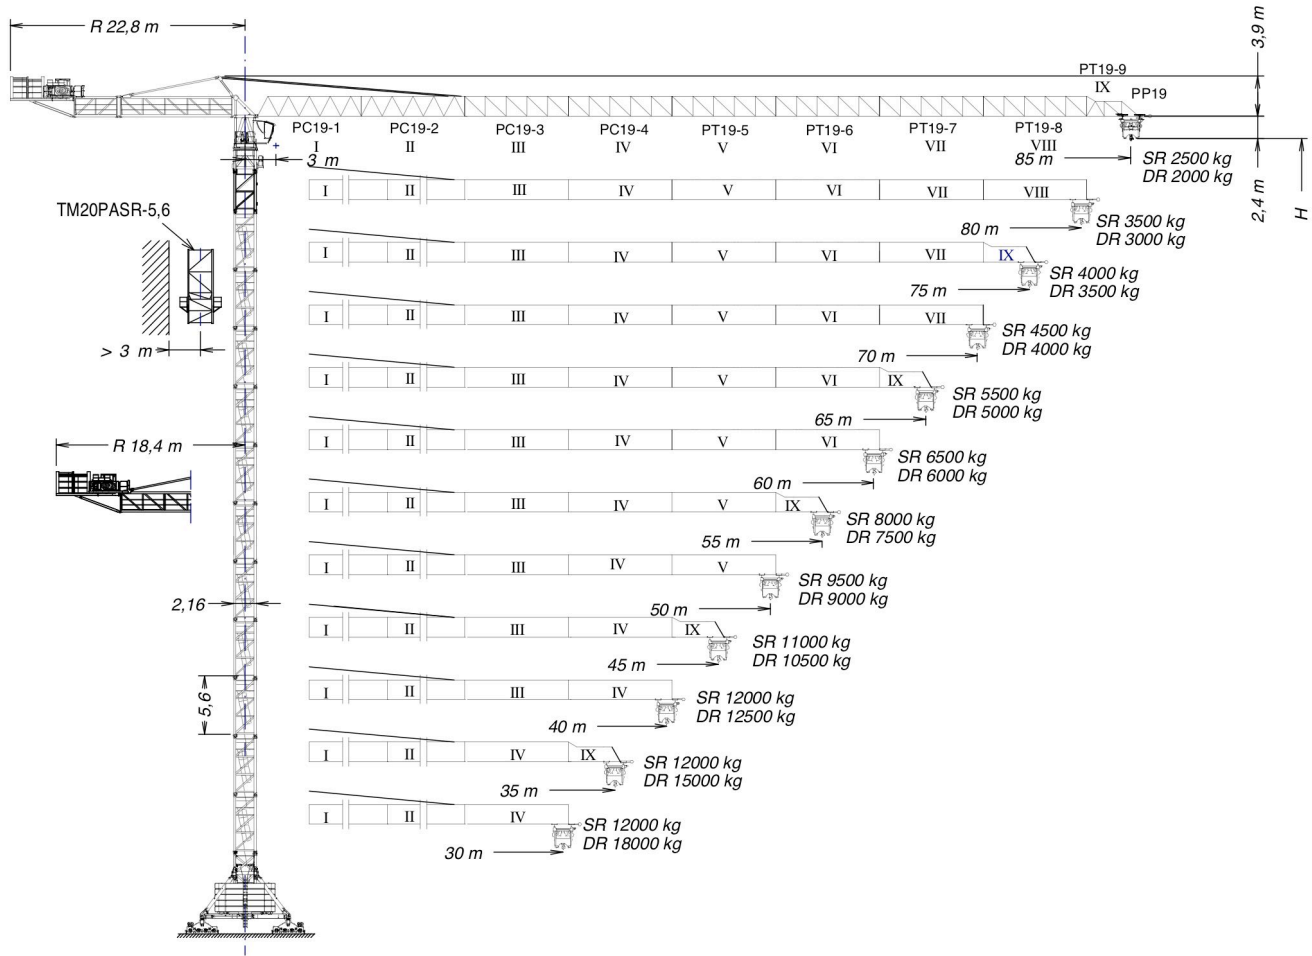 R 22,8 m
3,9 m
PT19-9
IX
PP19
PC19-1
PC19-2
PC19-3
PC19-4
PT19-5
PT19-6
PT19-7
PT19-8
I
II
III
IV
V
VI
VII
VIII
3 m
85 m
SR 2500 kg
DR 2000 kg
2,4 m
H
I
II
III
IV
V
VI
VII
VIII
80 m
SR 3500 kg
DR 3000 kg
TM20PASR-5,6
> 3 m
I
II
III
IV
V
VI
VII
IX
75 m
SR 4000 kg
DR 3500 kg
I
II
III
IV
V
VI
VII
70 m
SR 4500 kg
DR 4000 kg
I
II
III
IV
V
VI
IX
65 m
SR 5500 kg
DR 5000 kg
R 18,4 m
I
II
III
IV
V
VI
60 m
SR 6500 kg
DR 6000 kg
I
II
III
IV
V
IX
55 m
SR 8000 kg
DR 7500 kg
I
II
III
IV
V
50 m
SR 9500 kg
DR 9000 kg
2,16
I
II
III
IV
IX
45 m
SR 11000 kg
DR 10500 kg
5,6
I
II
III
IV
40 m
SR 12000 kg
DR 12500 kg
I
II
IV
IX
35 m
SR 12000 kg
DR 15000 kg
I
II
IV
30 m
SR 12000 kg
DR 18000 kg